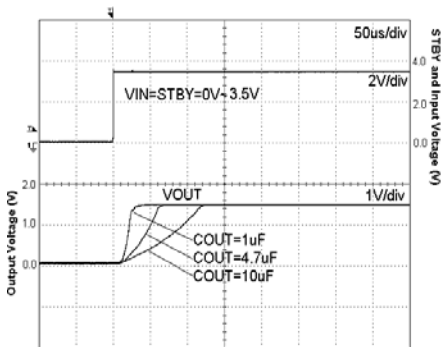 50us/div
4.0
2V/div
VIN=STBY=0V~3.5V
2.0
0.0
STBY and Input Voltage (V)
2.0
VOUT
1V/div
1.0
COUT=1uF
COUT=4.7uF
0.0
COUT=10uF
Output Voltage (V)